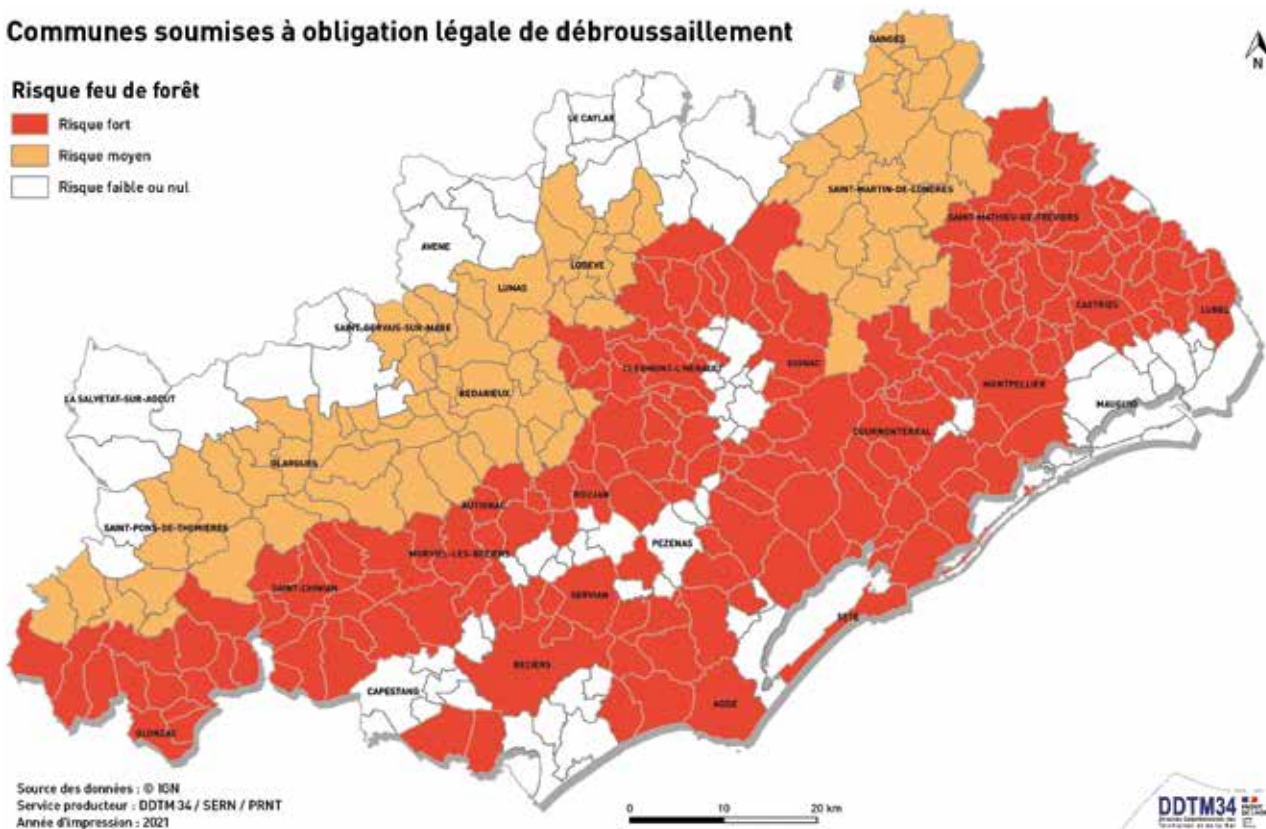 Communes soumises à obligation légale de débroussaillement
N
Risque feu de forêt
Risque fort
Risque moyen
Risque faible ou nul
GANGES
LE CAYLAR
SAINT-MARTIN-DE-LONDRES
SAINT-MATHIEU-DE-TREVIERS
AVENE
LODEVE
LUNAS
SAINT-GERVAIS-SUR-MARE
CASTRIES
LUNEL
CLERMONT-L'HERAULT
GIGNAC
MONTPELLIER
BEDARIEUX
LA SALVETAT-SUR-AGOUT
MAUGUIO
COURNONTERRAL
OLARGUES
ROUJAN
AUTIGNAC
SAINT-PONS-DE-THOMIERES
PEZENAS
MURVIEL-LES-BEZIERS
SAINT-CHINIAN
SERVIAN
SETE
BEZIERS
CAPESTANG
AGDE
OLONZAC
Source des données : © IGN
Service producteur : DDTM 34 / SERN / PRNT
Année d'impression : 2021
0 10 20 km
DDTM34